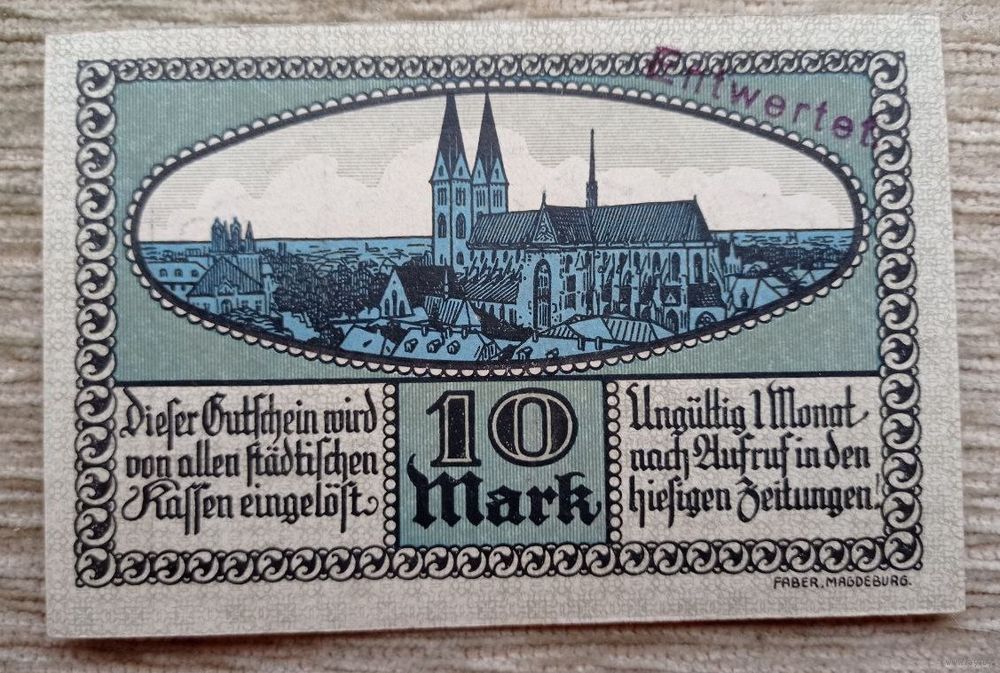 Entwertet
Dieser Gutschein wird
von allen städtischen
Kassen eingelöst.
10
Mark
Ungültig 1 Monat
nach Aufruf in den
hiesigen Zeitungen!
FABER, MAGDEBURG.